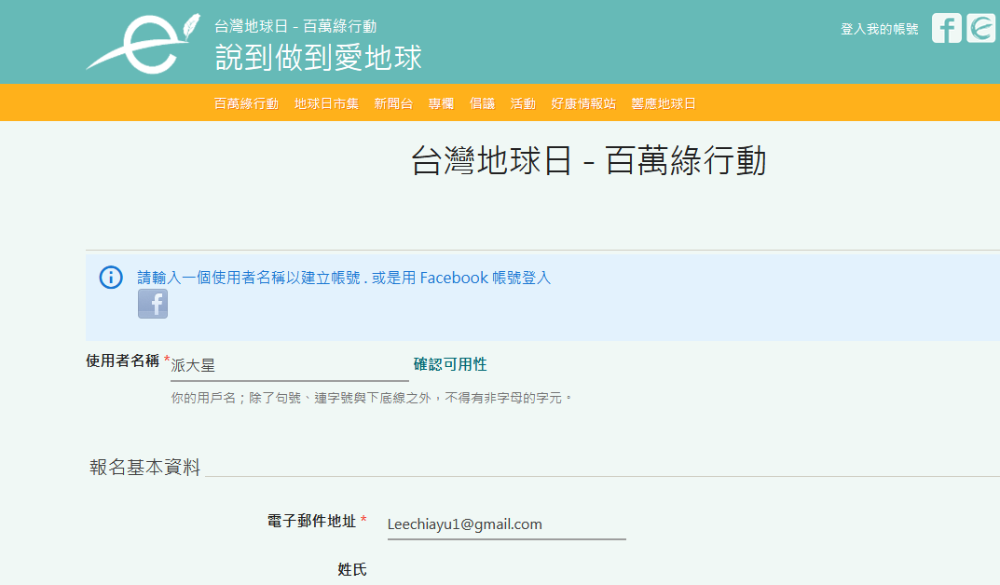 台灣地球日 - 百萬綠行動
說到做到愛地球
登入我的帳號
百萬綠行動 地球日市集 新聞台 專欄 倡議 活動 好康情報站 響應地球日
台灣地球日 - 百萬綠行動
請輸入一個使用者名稱以建立帳號 . 或是用 Facebook 帳號登入
使用者名稱 * 派大星 確認可用性
你的用戶名；除了句號、連字號與下底線之外，不得有非字母的字元。
報名基本資料
電子郵件地址 * Leechiayu1@gmail.com
姓氏